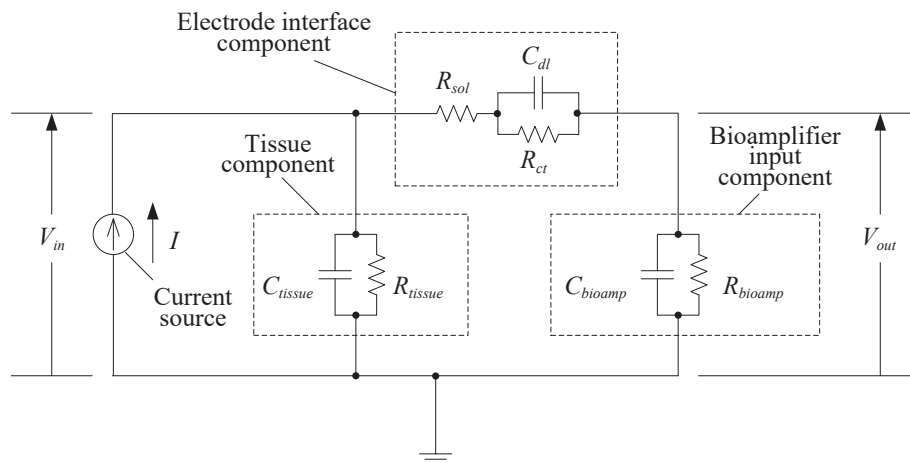 Electrode interface
component
C_dl
R_sol
R_ct
Tissue
component
Bioamplifier
input
component
V_in
I
C_tissue
R_tissue
C_bioamp
R_bioamp
V_out
Current
source